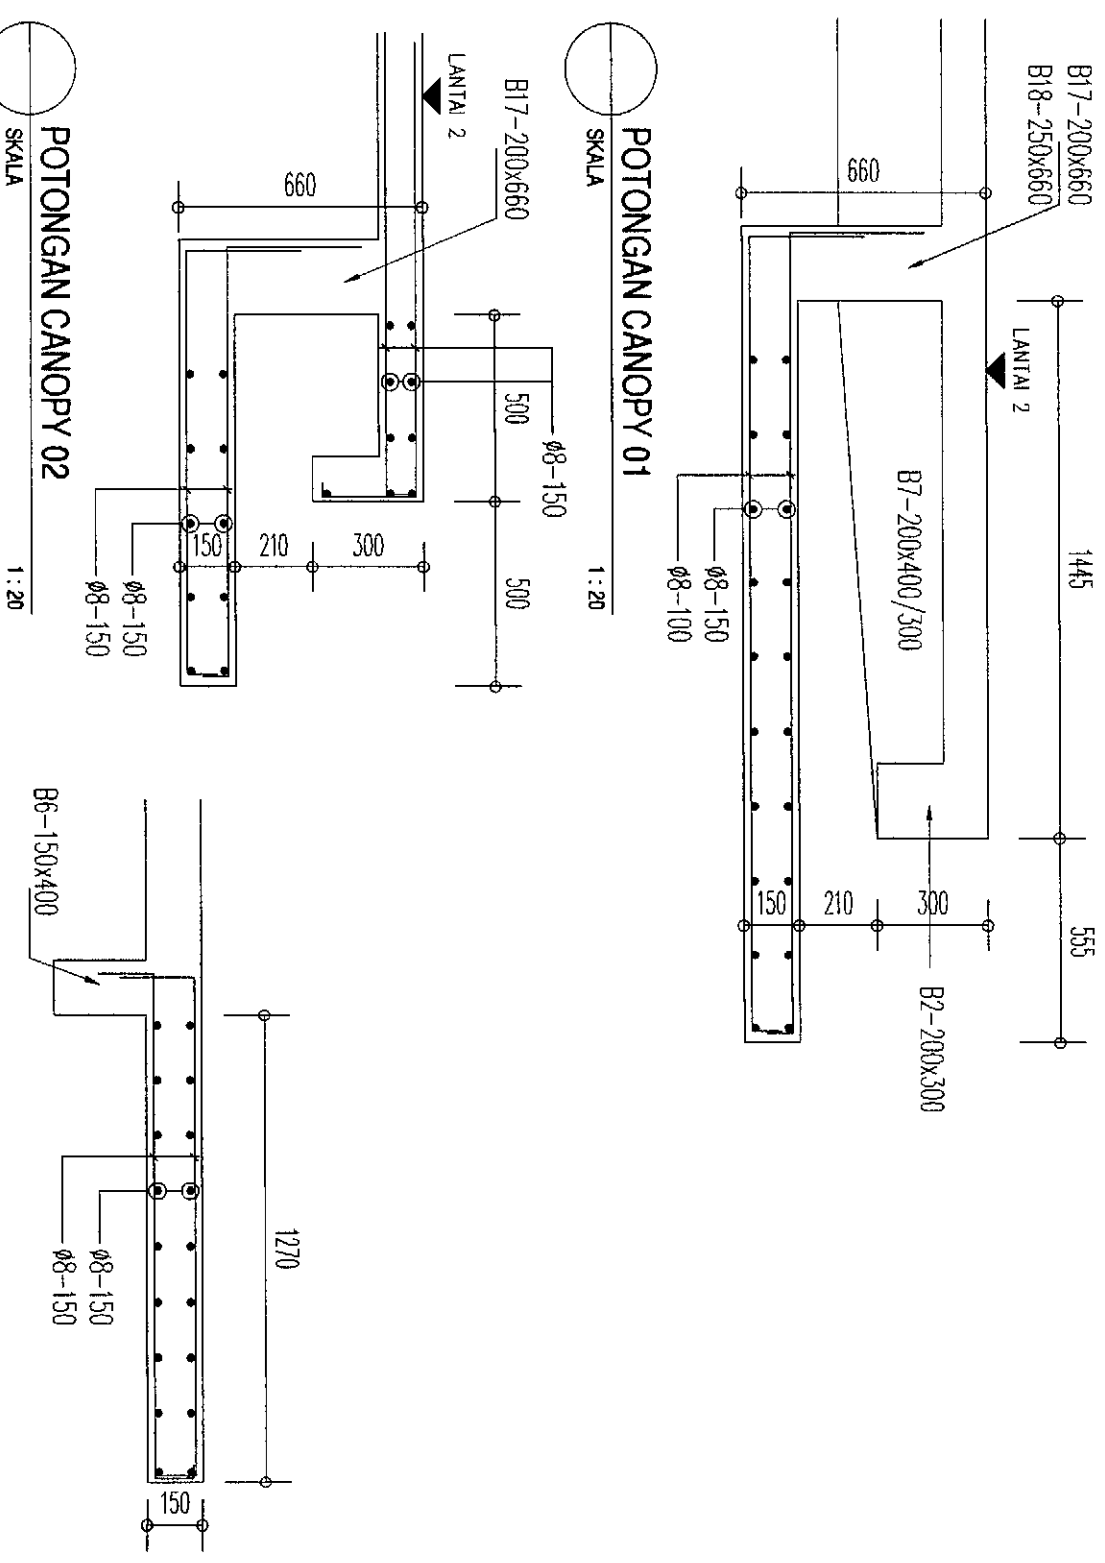 B17-200x660
B18-250x660
LANTAI 2
1445
555
660
B7-200x400/300
150
210
300
B2-200x300
ø8-150
ø8-100
POTONGAN CANOPY 01
SKALA
1 : 20
B17-200x660
LANTAI 2
660
500
500
ø8-150
150
210
300
ø8-150
ø8-150
POTONGAN CANOPY 02
SKALA
1 : 20
1270
150
B6-150x400
ø8-150
ø8-150